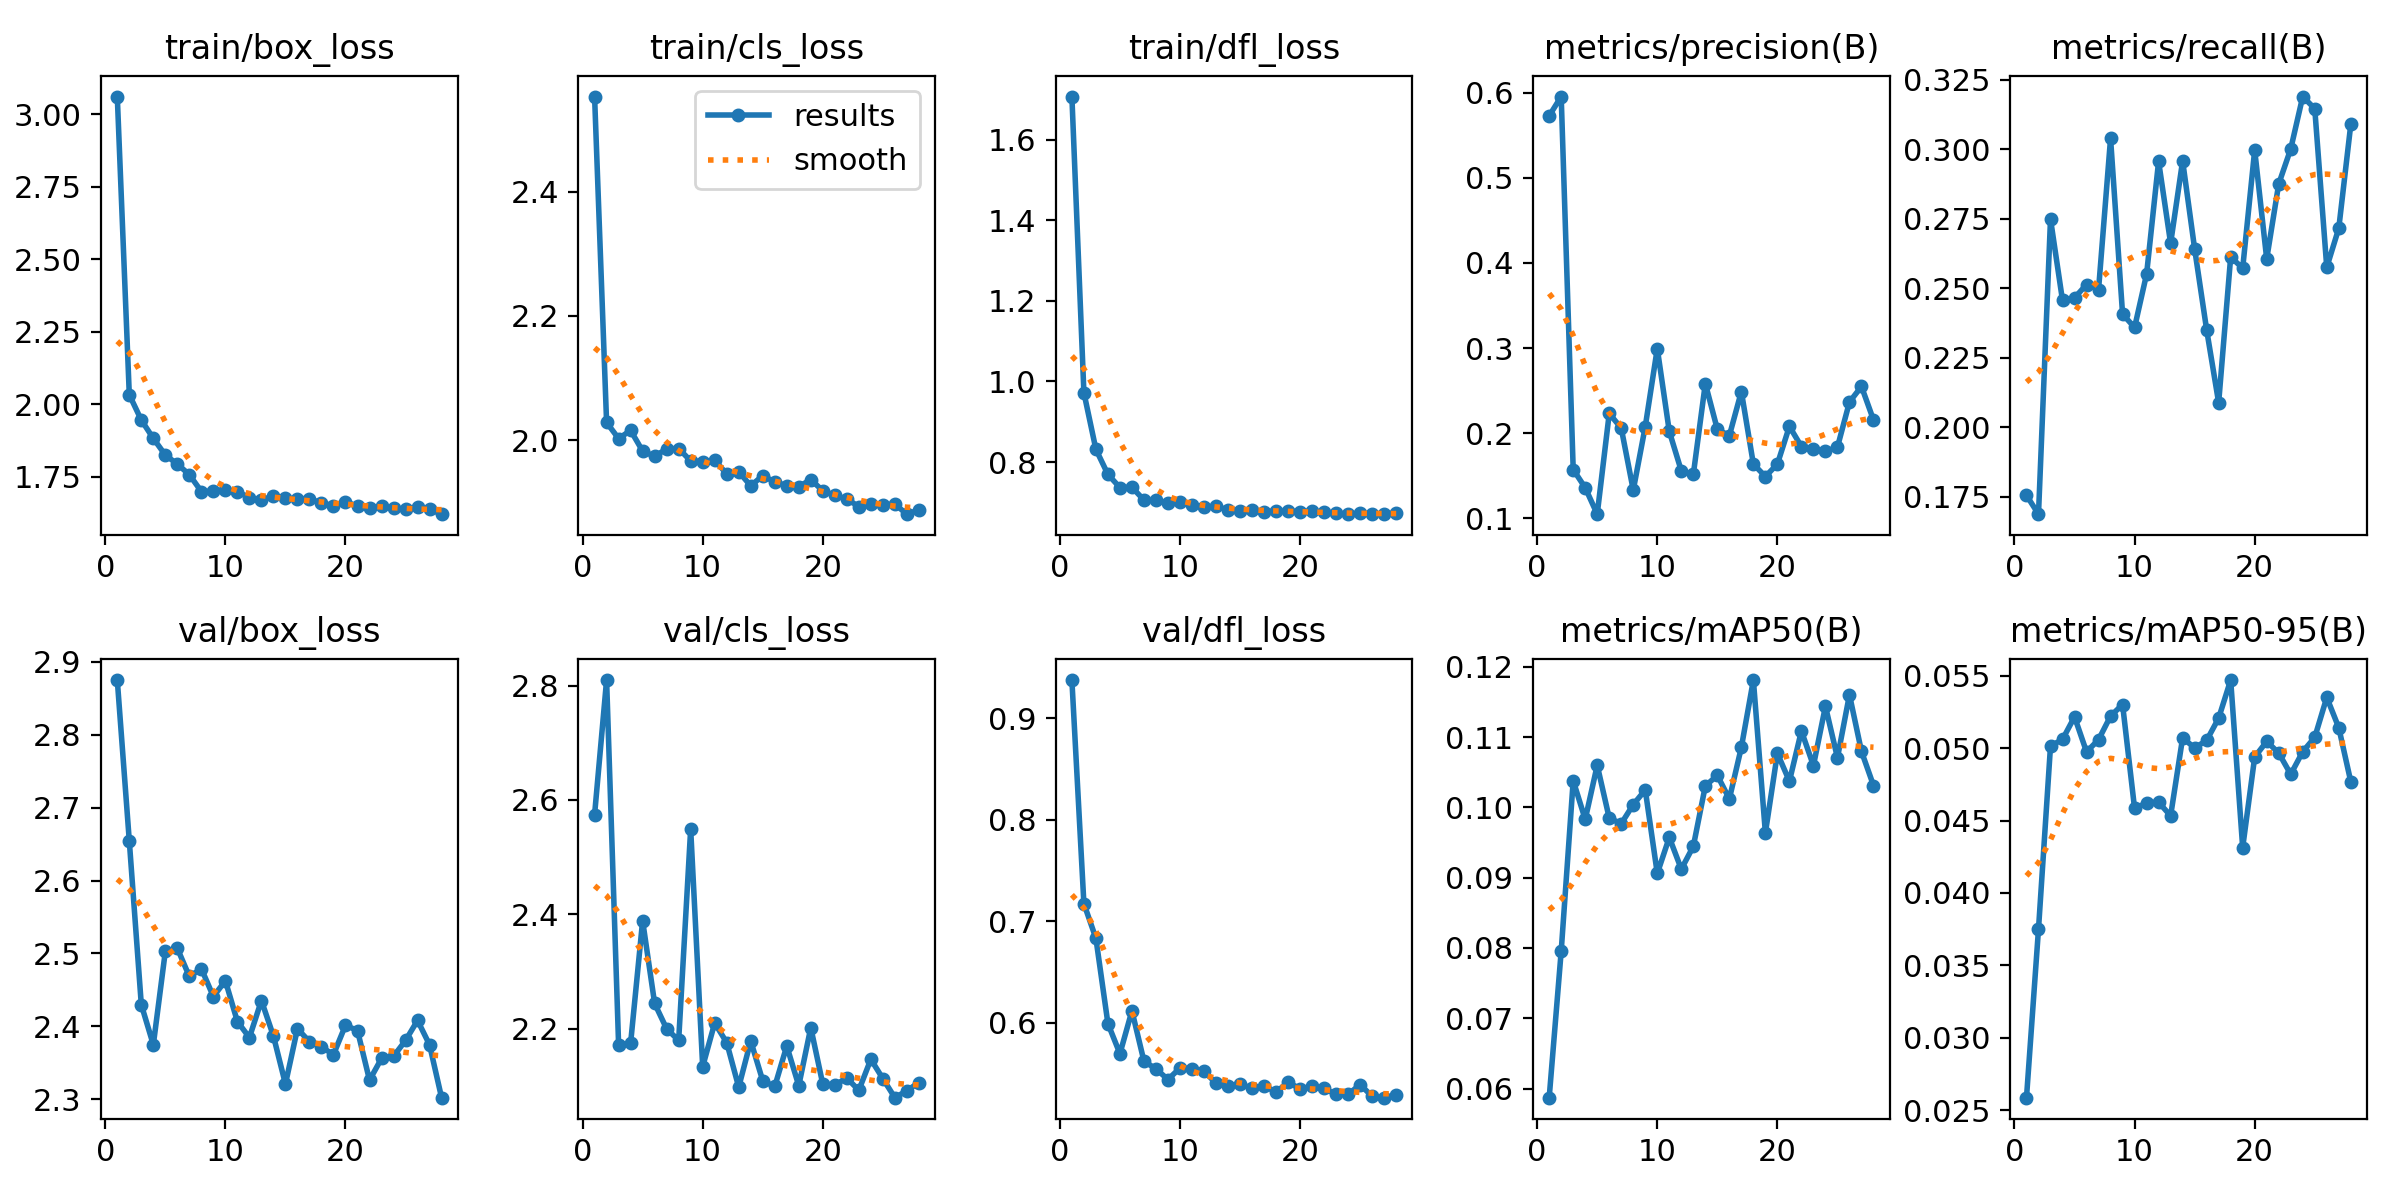 train/box_loss
3.00
2.75
2.50
2.25
2.00
1.75
0 10 20
train/cls_loss
results
smooth
2.4
2.2
2.0
0 10 20
train/dfl_loss
1.6
1.4
1.2
1.0
0.8
0 10 20
metrics/precision(B)
0.6
0.5
0.4
0.3
0.2
0.1
0 10 20
metrics/recall(B)
0.325
0.300
0.275
0.250
0.225
0.200
0.175
0 10 20
val/box_loss
2.9
2.8
2.7
2.6
2.5
2.4
2.3
0 10 20
val/cls_loss
2.8
2.6
2.4
2.2
0 10 20
val/dfl_loss
0.9
0.8
0.7
0.6
0 10 20
metrics/mAP50(B)
0.12
0.11
0.10
0.09
0.08
0.07
0.06
0 10 20
metrics/mAP50-95(B)
0.055
0.050
0.045
0.040
0.035
0.030
0.025
0 10 20